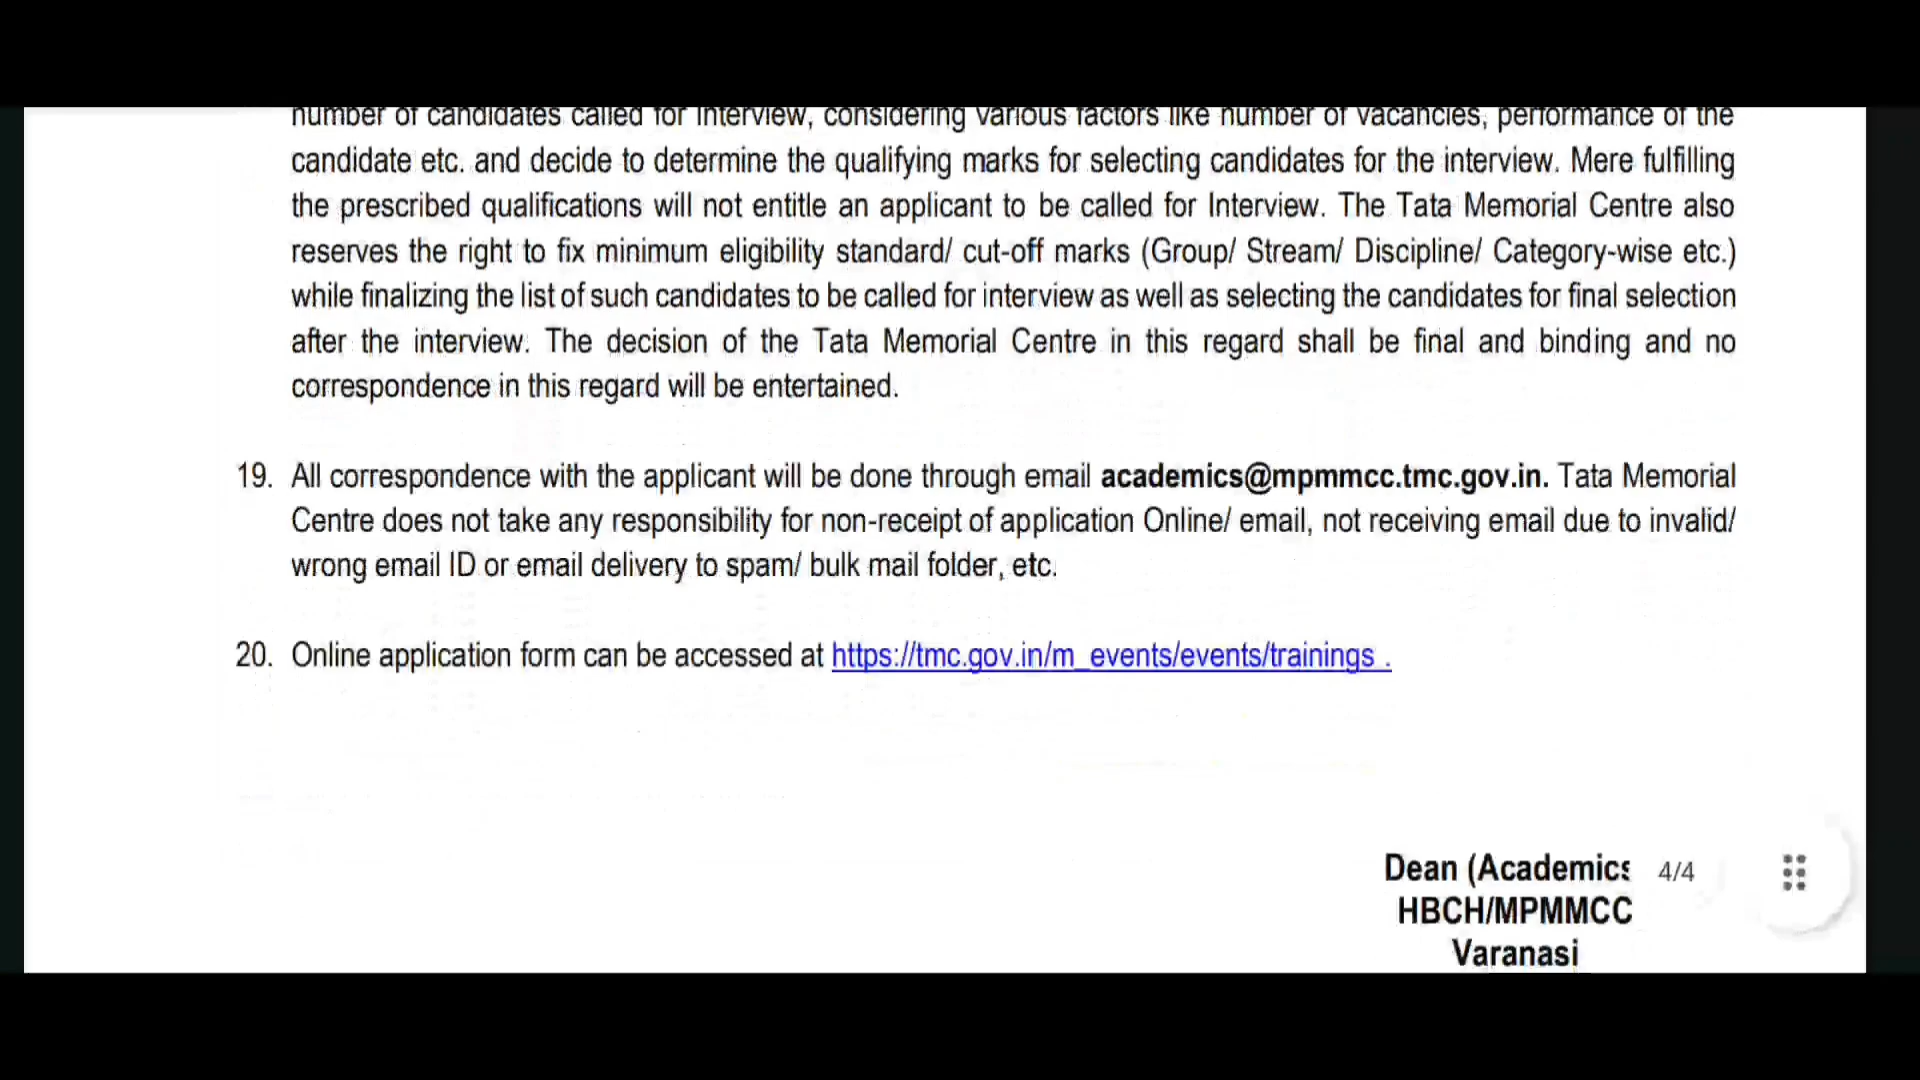 number of candidates called for Interview, considering various factors like number of vacancies, performance of the
candidate etc. and decide to determine the qualifying marks for selecting candidates for the interview. Mere fulfilling
the prescribed qualifications will not entitle an applicant to be called for Interview. The Tata Memorial Centre also
reserves the right to fix minimum eligibility standard/ cut-off marks (Group/ Stream/ Discipline/ Category-wise etc.)
while finalizing the list of such candidates to be called for interview as well as selecting the candidates for final selection
after the interview. The decision of the Tata Memorial Centre in this regard shall be final and binding and no
correspondence in this regard will be entertained.
19. All correspondence with the applicant will be done through email academics@mpmmcc.tmc.gov.in. Tata Memorial
Centre does not take any responsibility for non-receipt of application Online/ email, not receiving email due to invalid/
wrong email ID or email delivery to spam/ bulk mail folder, etc.
20. Online application form can be accessed at https://tmc.gov.in/m_events/events/trainings .
Dean (Academics
4/4
HBCH/MPMMCC
Varanasi